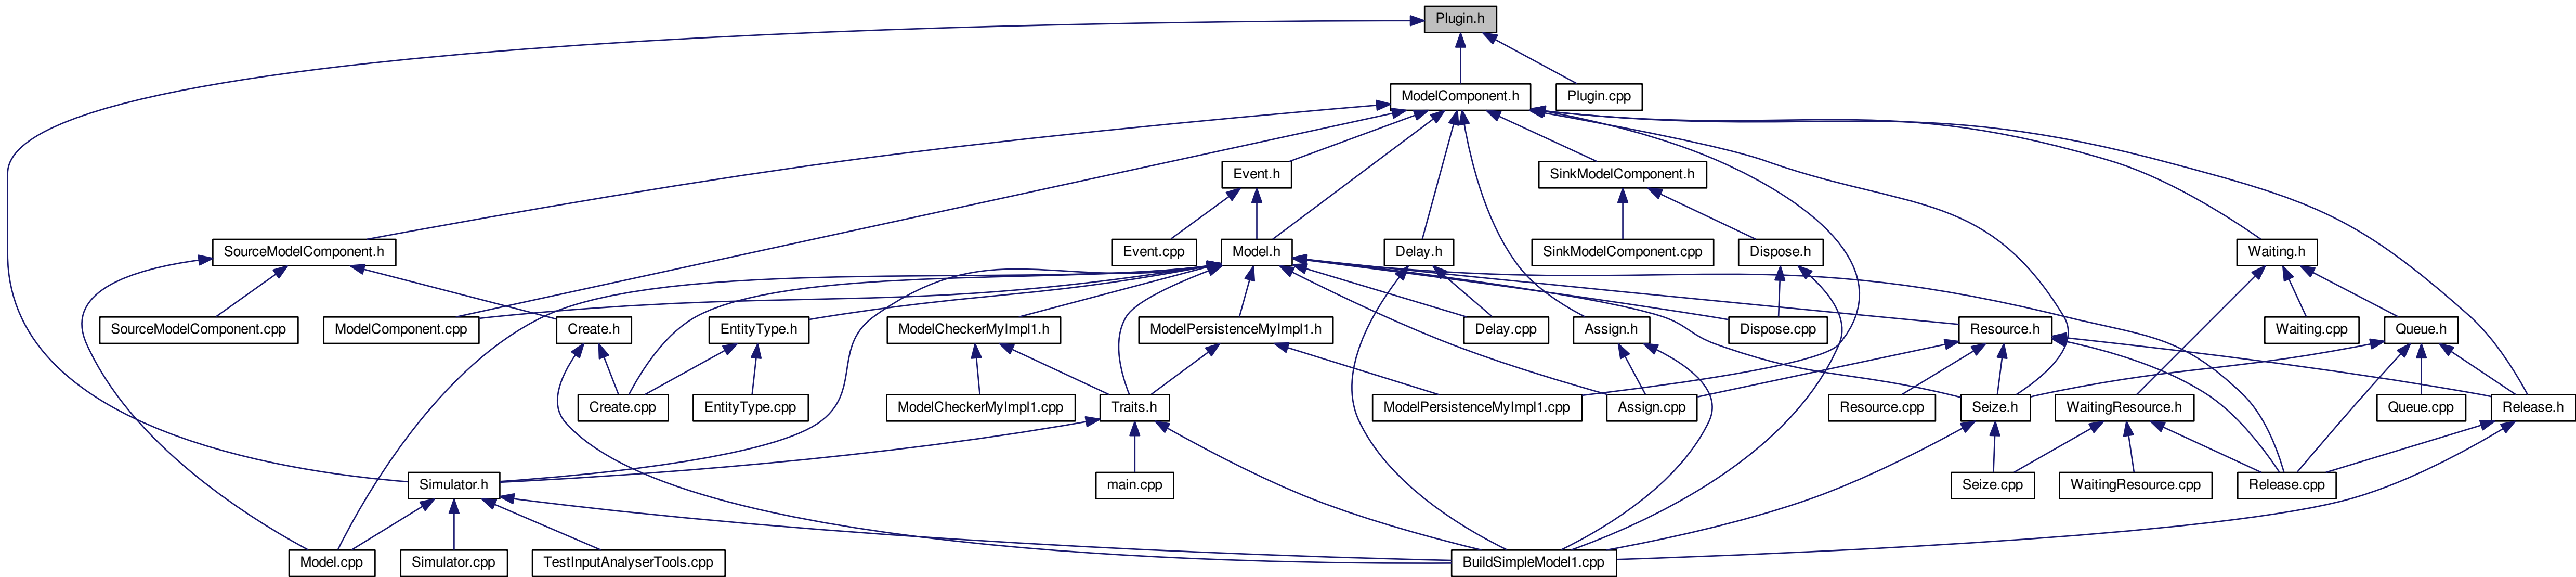 Plugin.h
ModelComponent.h
Plugin.cpp
Event.h
SinkModelComponent.h
SourceModelComponent.h
Event.cpp
Model.h
Delay.h
SinkModelComponent.cpp
Dispose.h
Waiting.h
SourceModelComponent.cpp
ModelComponent.cpp
Create.h
EntityType.h
ModelCheckerMyImpl1.h
ModelPersistenceMyImpl1.h
Delay.cpp
Assign.h
Dispose.cpp
Resource.h
Waiting.cpp
Queue.h
Create.cpp
EntityType.cpp
ModelCheckerMyImpl1.cpp
Traits.h
ModelPersistenceMyImpl1.cpp
Assign.cpp
Resource.cpp
Seize.h
WaitingResource.h
Queue.cpp
Release.h
Simulator.h
main.cpp
Seize.cpp
WaitingResource.cpp
Release.cpp
Model.cpp
Simulator.cpp
TestInputAnalyserTools.cpp
BuildSimpleModel1.cpp